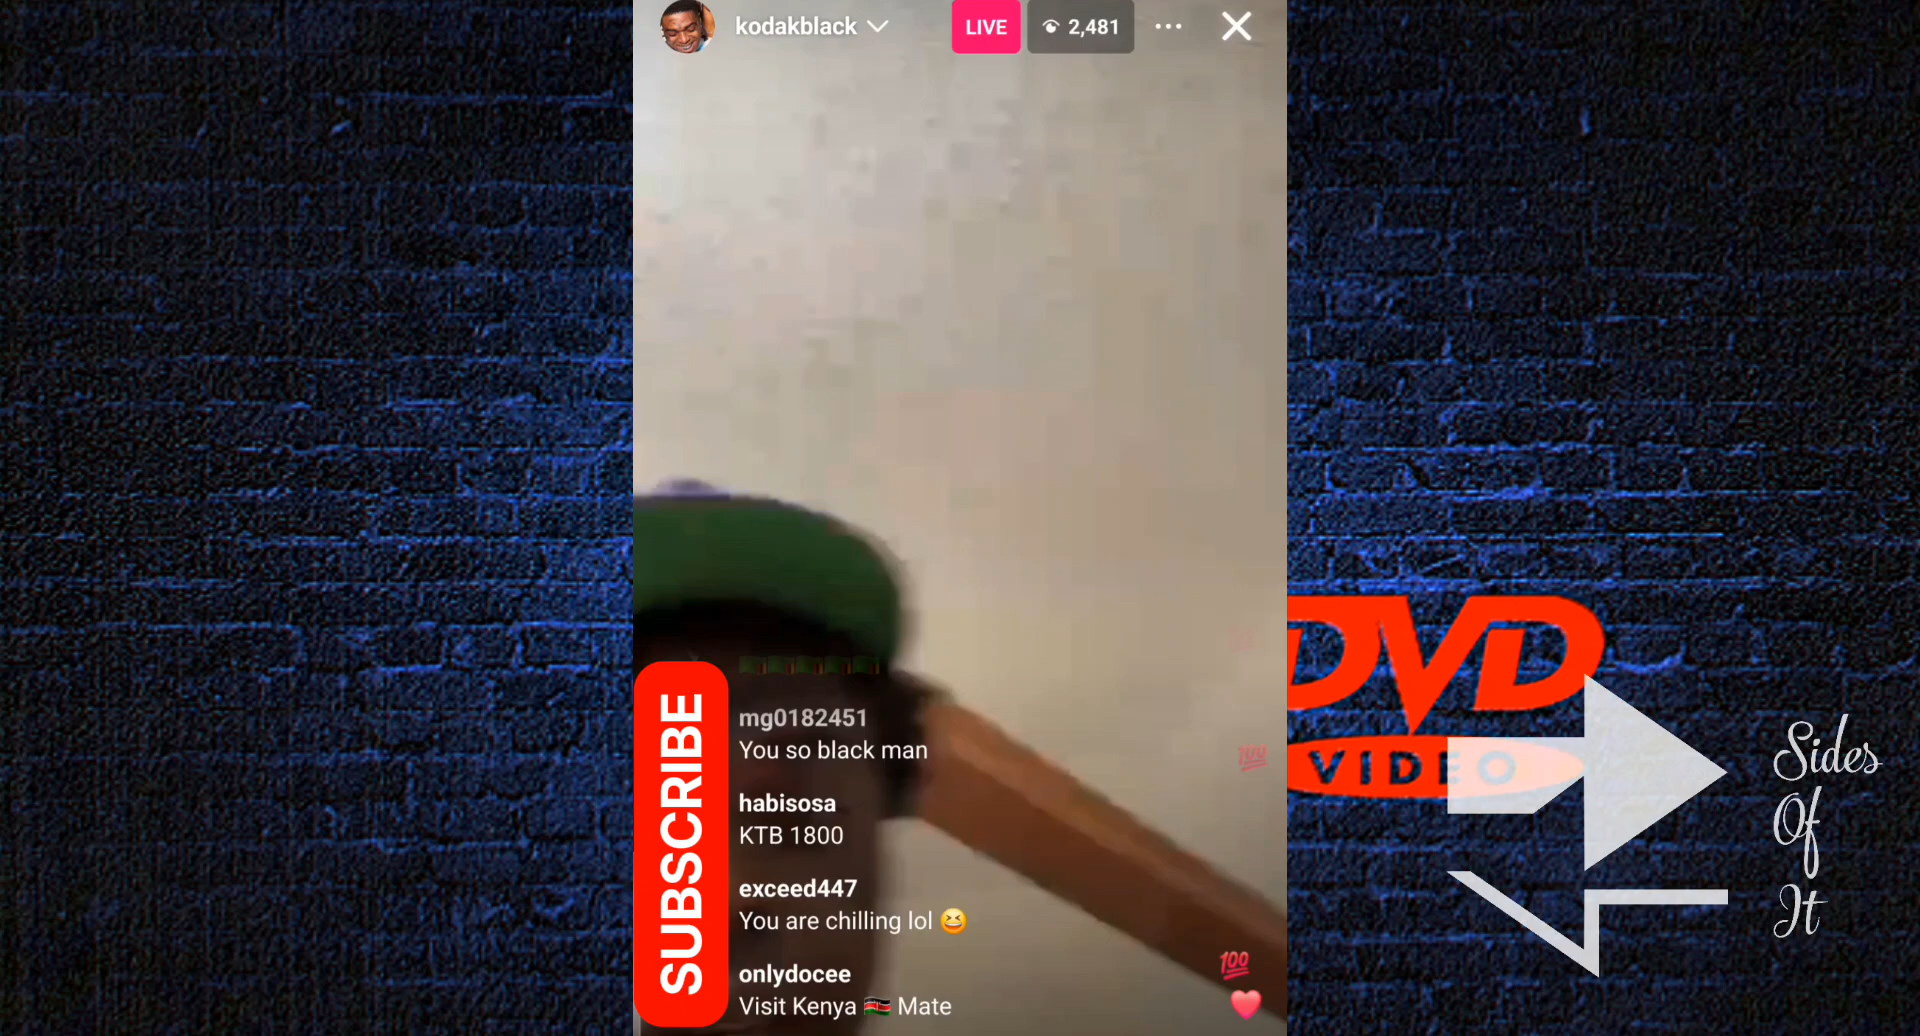 kodakblack
LIVE
2,481
mg0182451
You so black man
habisosa
KTB 1800
exceed447
You are chilling lol 😆
onlydocee
Visit Kenya 🇰🇪 Mate
SUBSCRIBE
DVD
VIDEO
Sides
Of
It